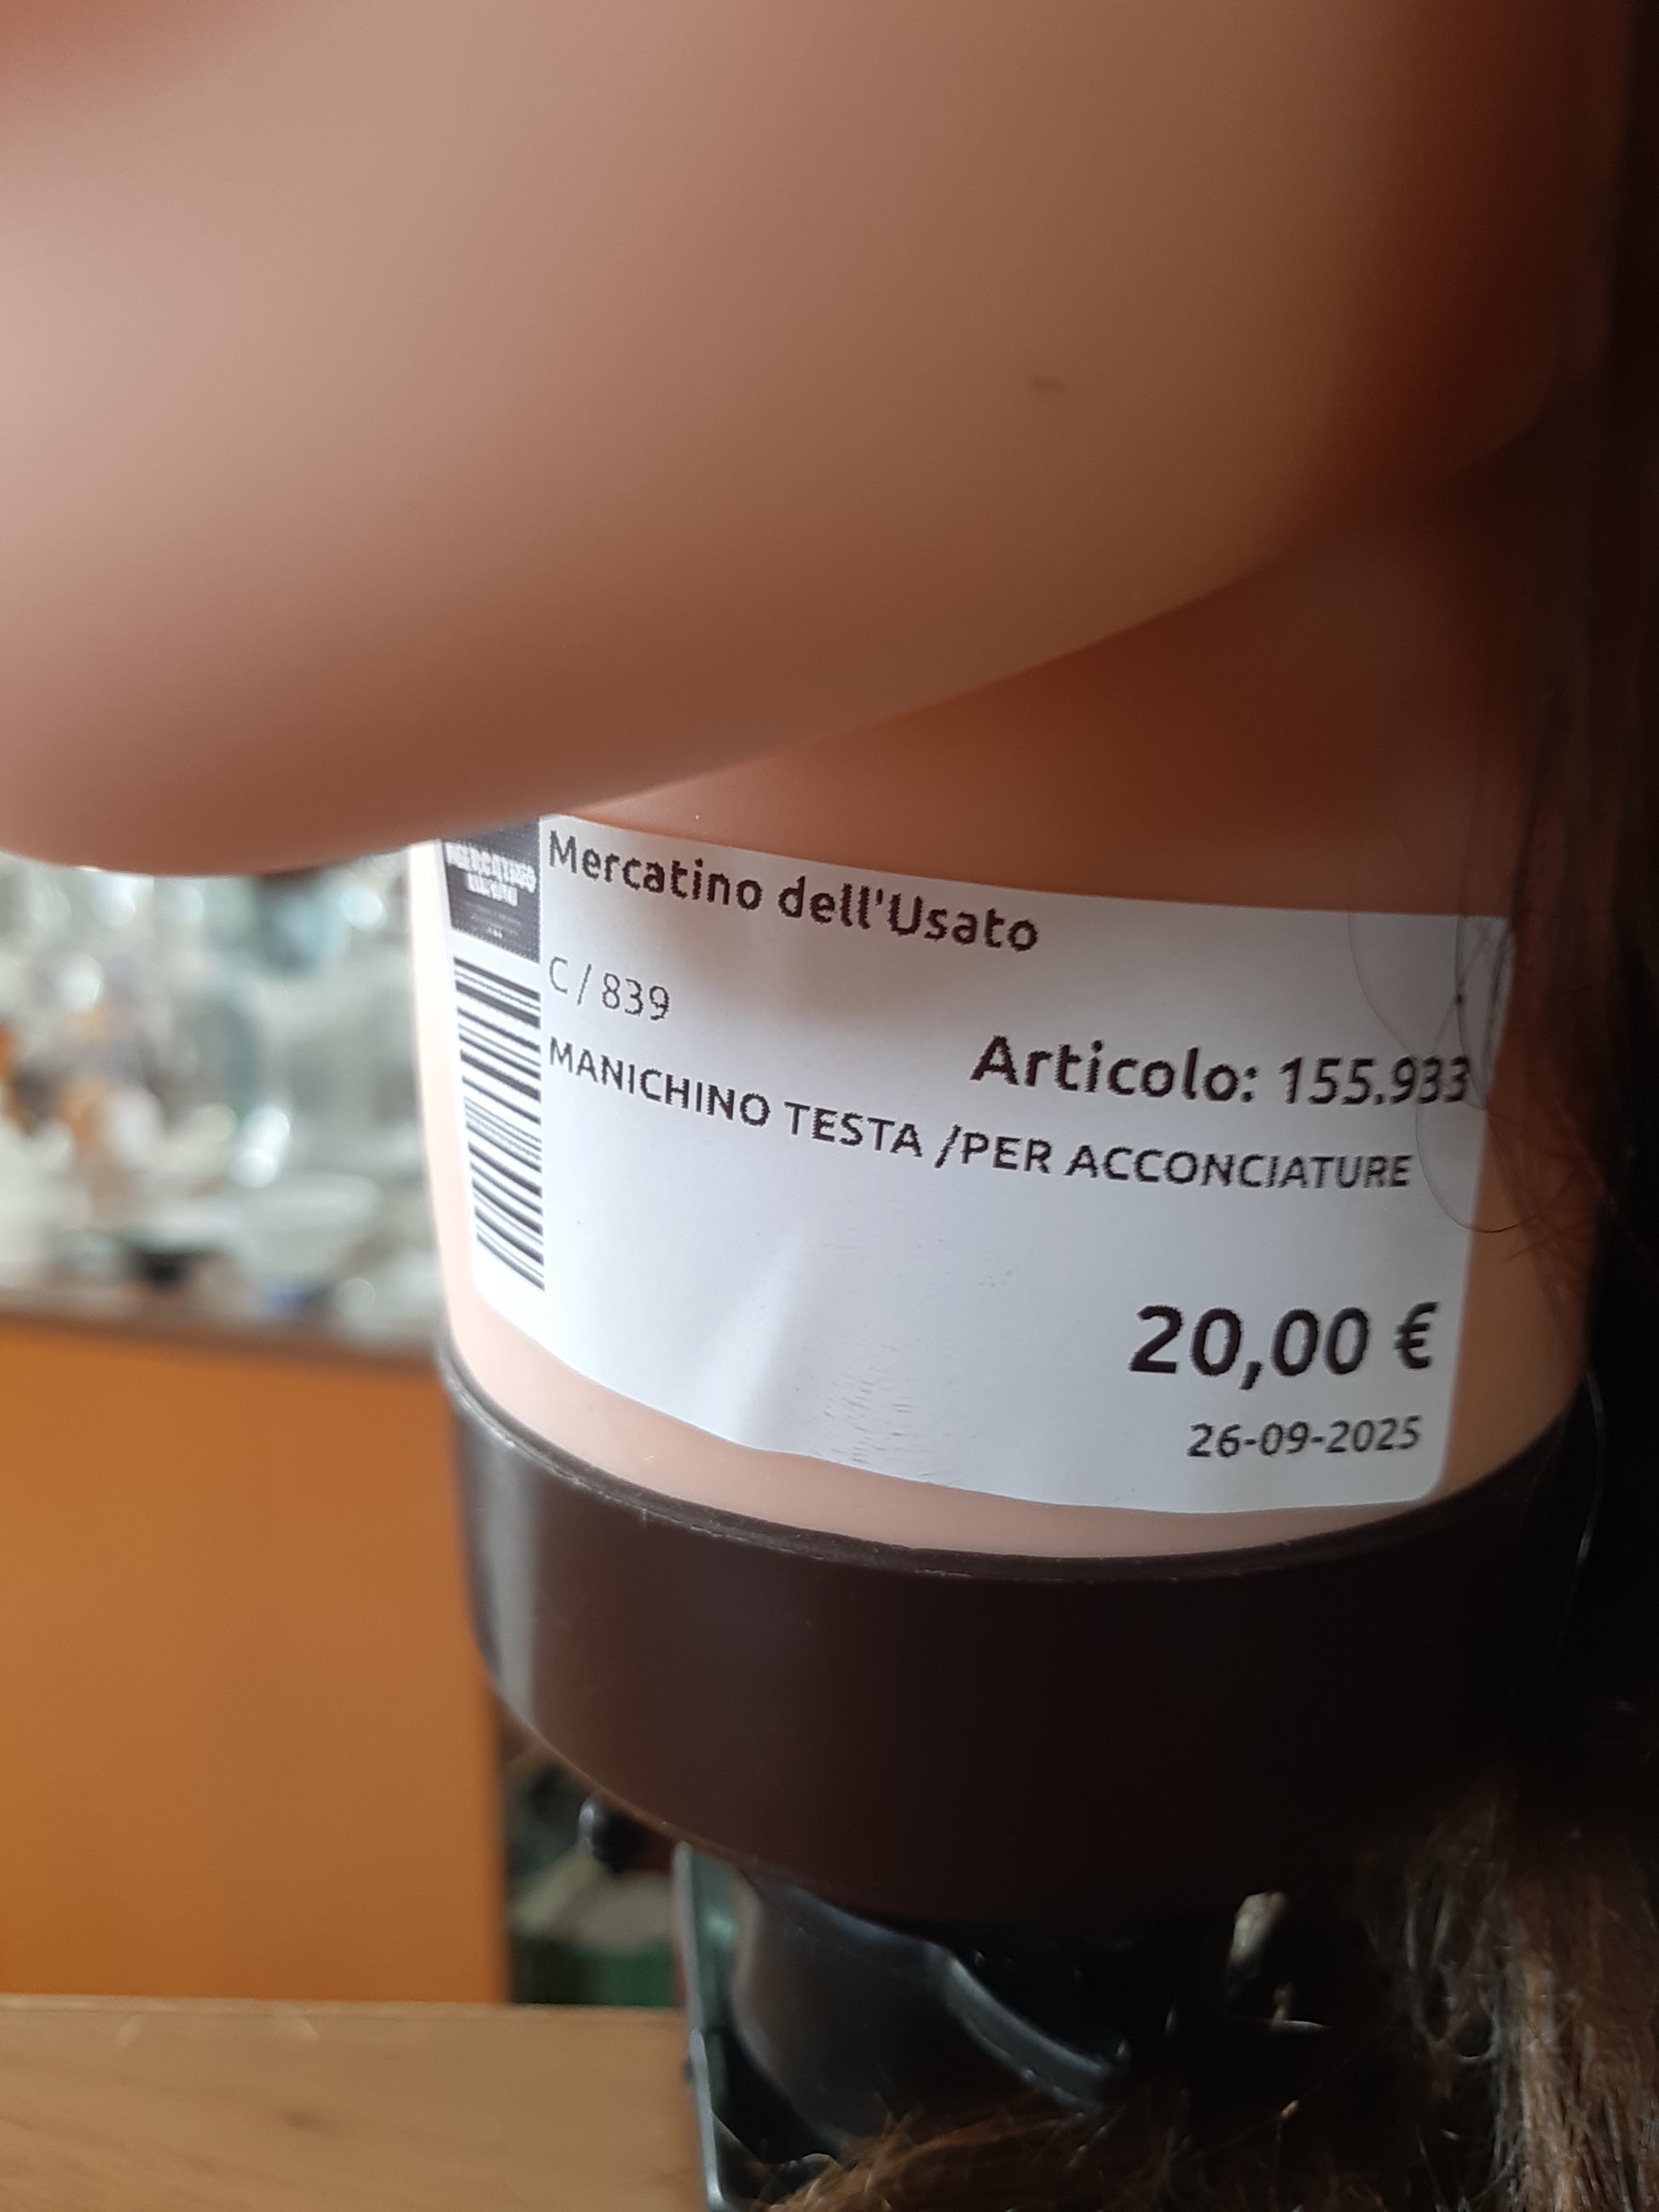 Mercatino dell'Usato
C / 839
Articolo: 155.933
MANICHINO TESTA /PER ACCONCIATURE
20,00 €
26-09-2025